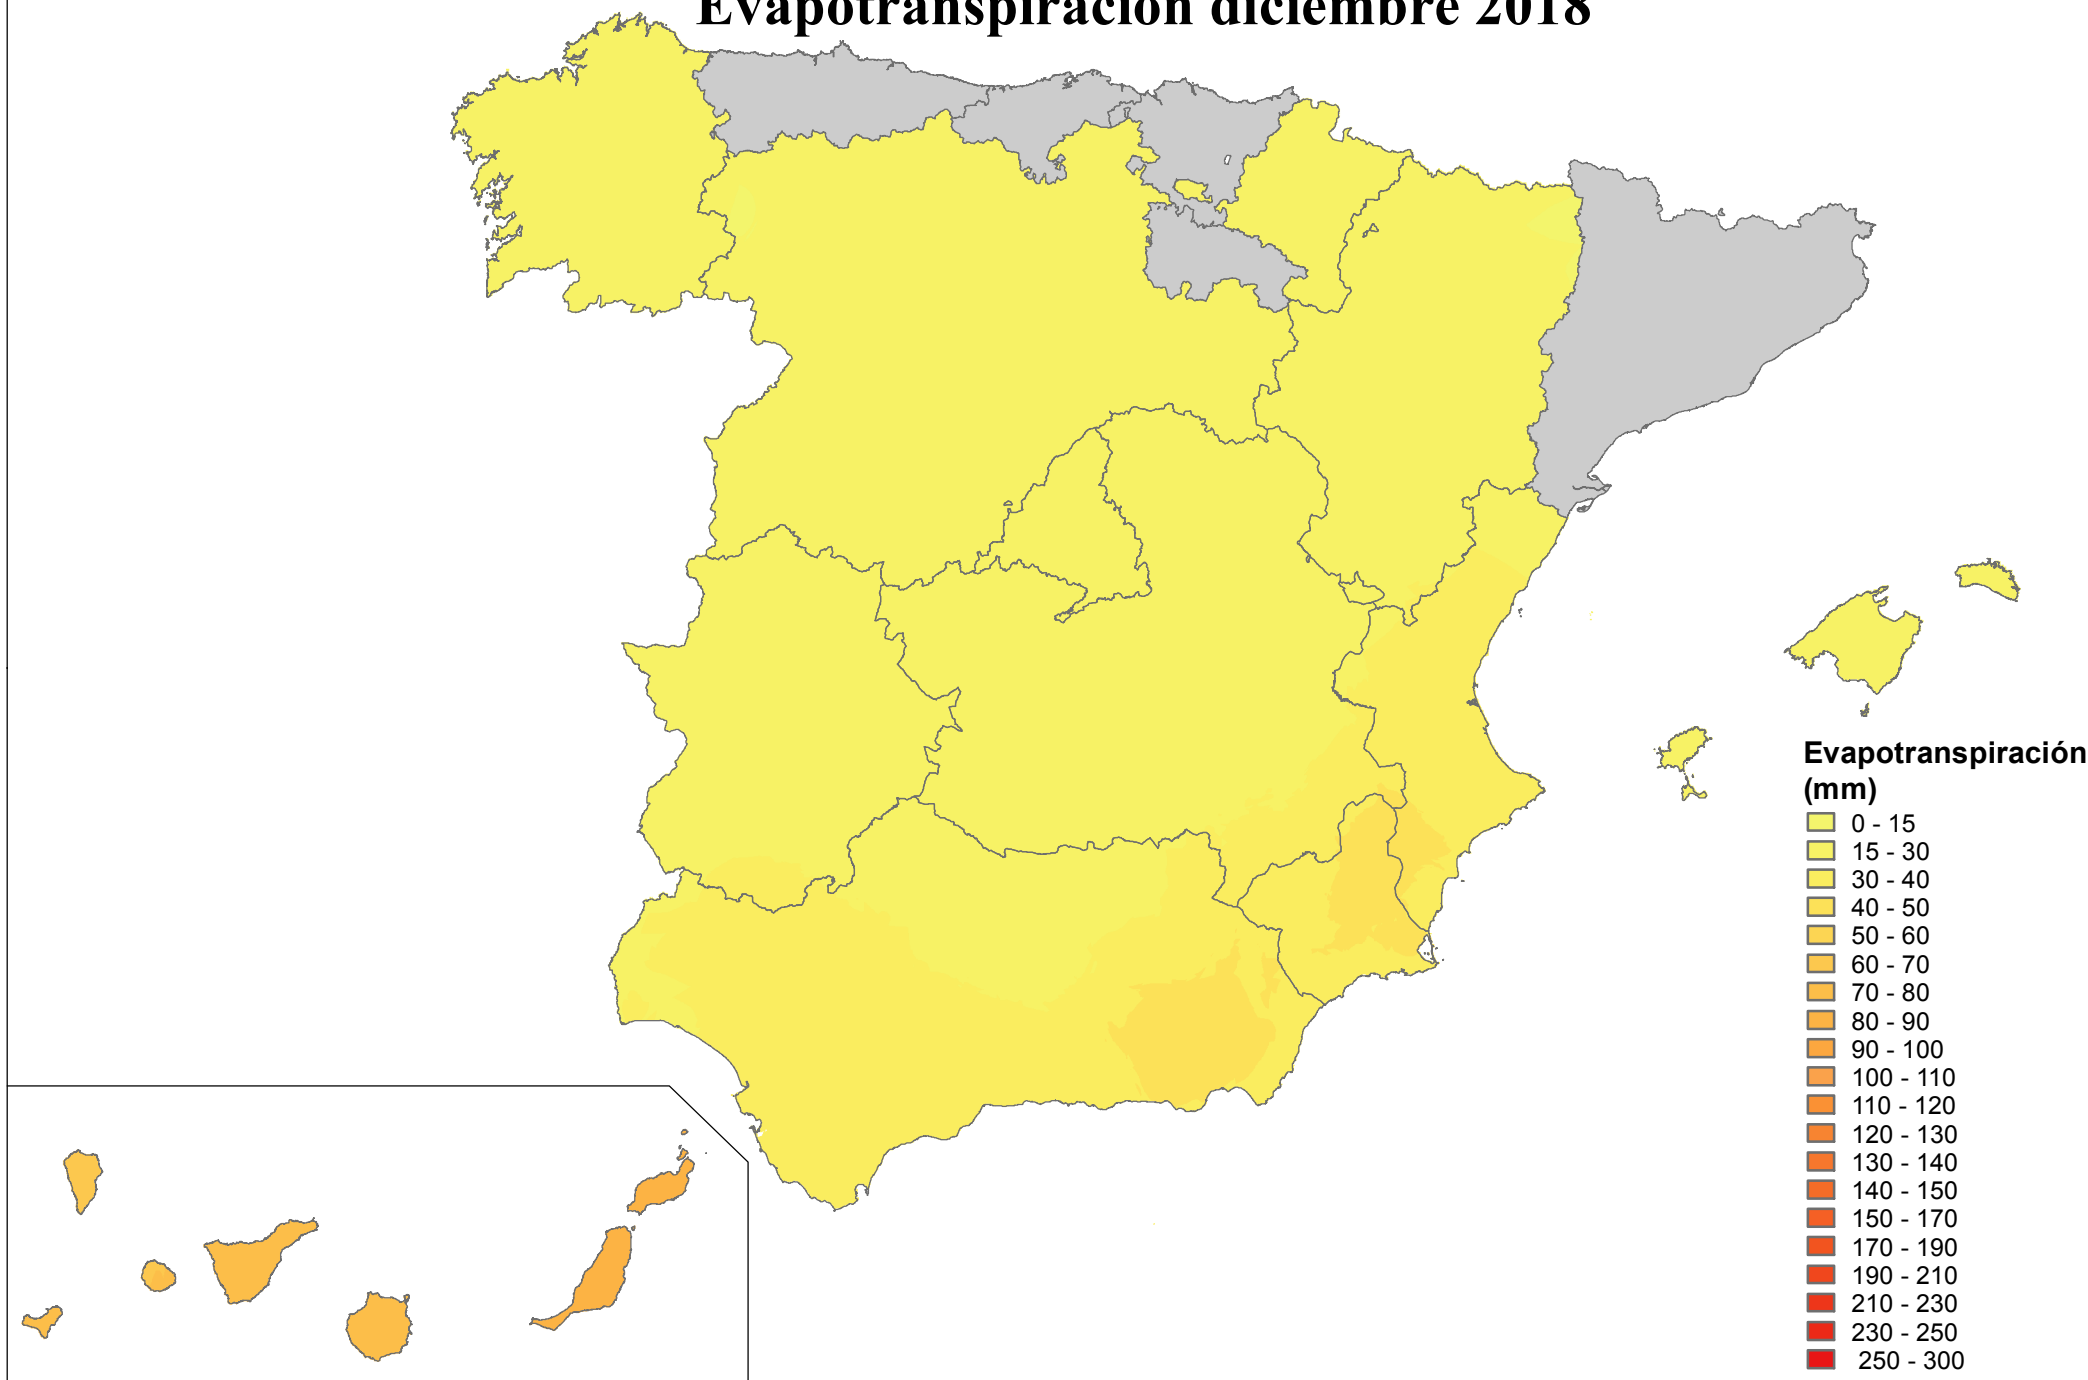 Evapotranspiración diciembre 2018
Evapotranspiración
(mm)
0 - 15
15 - 30
30 - 40
40 - 50
50 - 60
60 - 70
70 - 80
80 - 90
90 - 100
100 - 110
110 - 120
120 - 130
130 - 140
140 - 150
150 - 170
170 - 190
190 - 210
210 - 230
230 - 250
250 - 300